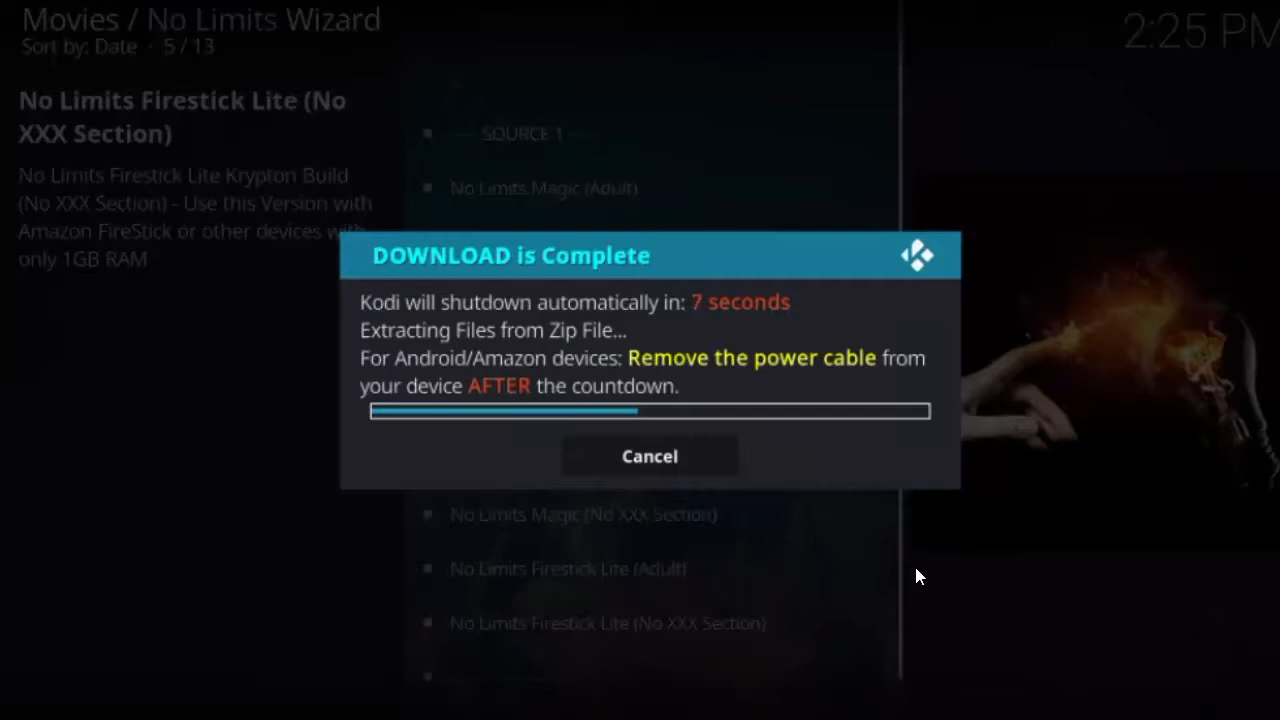 Movies / No Limits Wizard
Sort by: Date · 5 / 13
2:25 PM
No Limits Firestick Lite (No
XXX Section)
No Limits Firestick Lite Krypton Build
(No XXX Section) - Use this Version with
Amazon FireStick or other devices with
only 1GB RAM
--- SOURCE 1 ---
No Limits Magic (Adult)
DOWNLOAD is Complete
Kodi will shutdown automatically in: 7 seconds
Extracting Files from Zip File...
For Android/Amazon devices: Remove the power cable from
your device AFTER the countdown.
Cancel
No Limits Magic (No XXX Section)
No Limits Firestick Lite (Adult)
No Limits Firestick Lite (No XXX Section)